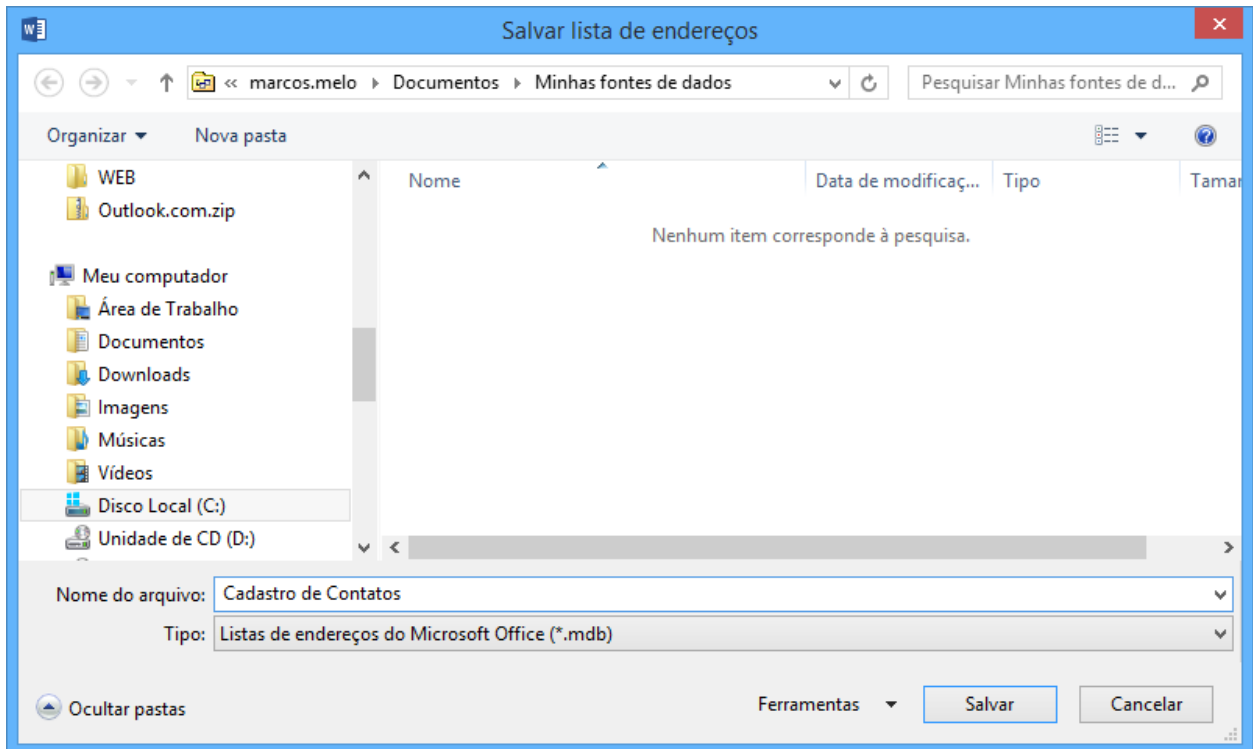 Salvar lista de endereços
« marcos.melo Documentos Minhas fontes de dados Pesquisar Minhas fontes de d...
Organizar Nova pasta
WEB
Outlook.com.zip
Meu computador
Área de Trabalho
Documentos
Downloads
Imagens
Músicas
Vídeos
Disco Local (C:)
Unidade de CD (D:)
Nome Data de modificaç... Tipo Tamar
Nenhum item corresponde à pesquisa.
Nome do arquivo: Cadastro de Contatos
Tipo: Listas de endereços do Microsoft Office (*.mdb)
Ocultar pastas Ferramentas Salvar Cancelar